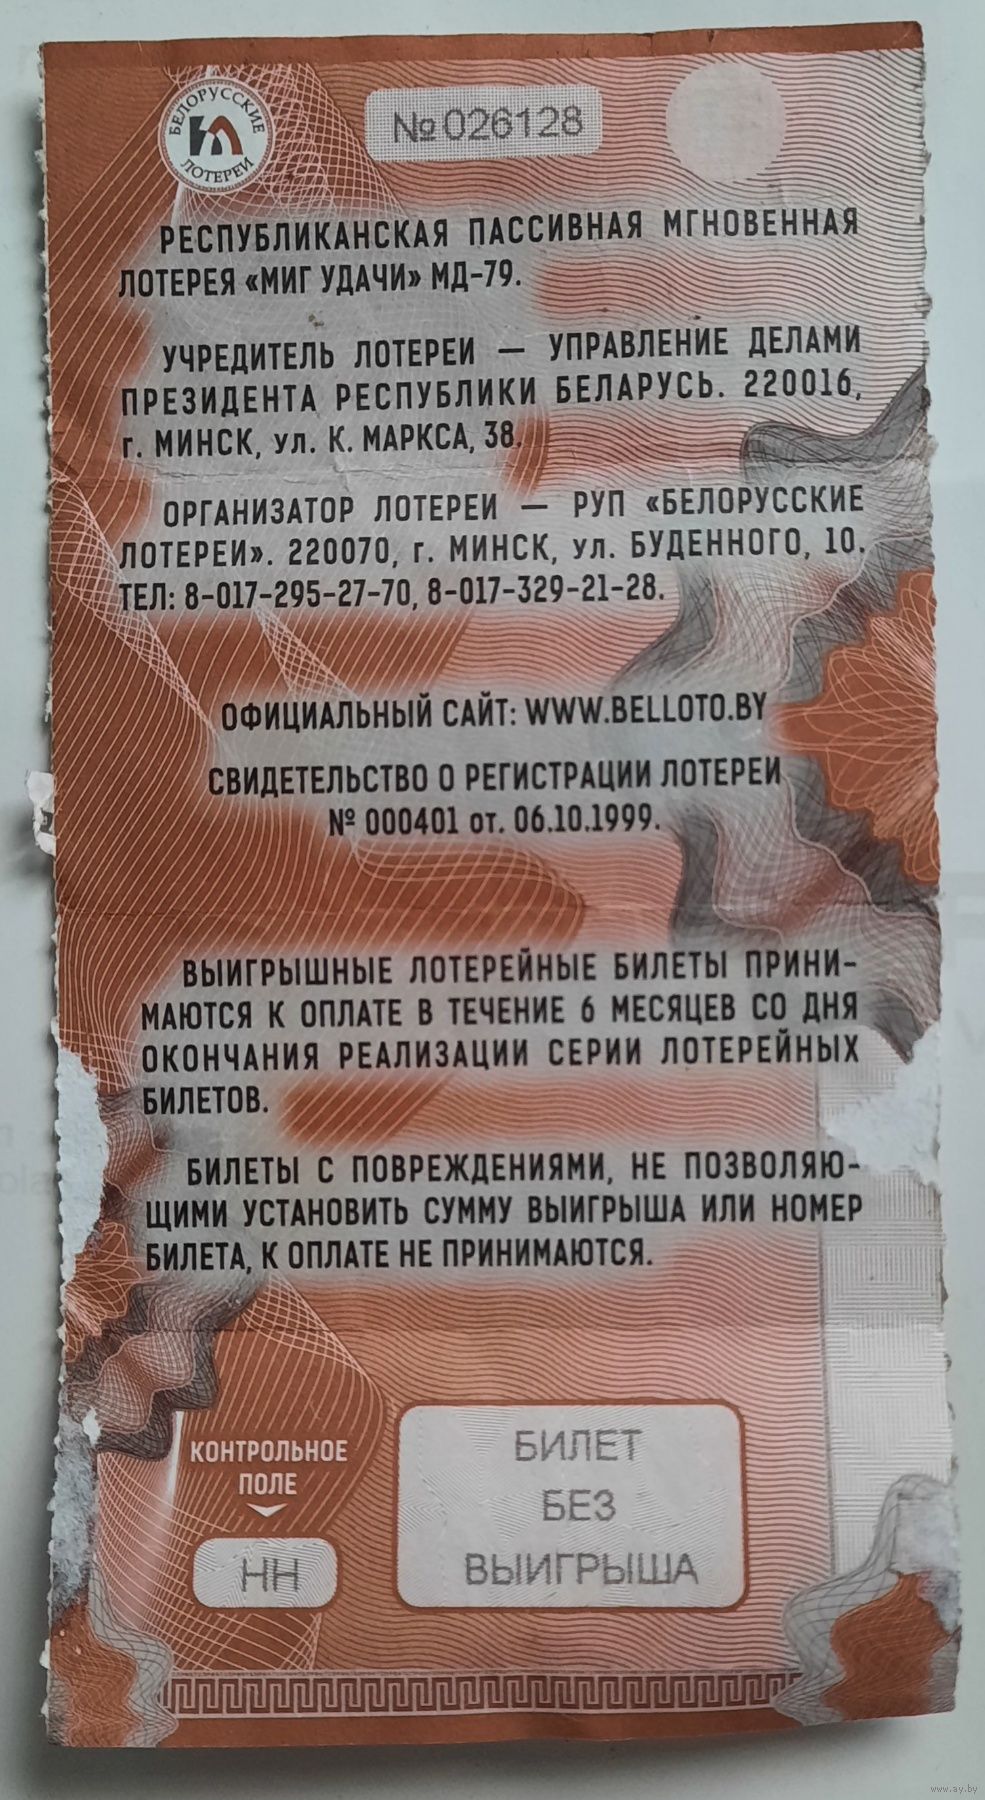 БЕЛОРУССКИЕ
ЛОТЕРЕИ
№026128
РЕСПУБЛИКАНСКАЯ ПАССИВНАЯ МГНОВЕННАЯ
ЛОТЕРЕЯ «МИГ УДАЧИ» МД-79.
УЧРЕДИТЕЛЬ ЛОТЕРЕИ — УПРАВЛЕНИЕ ДЕЛАМИ
ПРЕЗИДЕНТА РЕСПУБЛИКИ БЕЛАРУСЬ. 220016,
г. МИНСК, ул. К. МАРКСА, 38.
ОРГАНИЗАТОР ЛОТЕРЕИ — РУП «БЕЛОРУССКИЕ
ЛОТЕРЕИ». 220070, г. МИНСК, ул. БУДЕННОГО, 10.
ТЕЛ: 8-017-295-27-70, 8-017-329-21-28.
ОФИЦИАЛЬНЫЙ САЙТ: WWW.BELLOTO.BY
СВИДЕТЕЛЬСТВО О РЕГИСТРАЦИИ ЛОТЕРЕИ
№ 000401 от. 06.10.1999.
ВЫИГРЫШНЫЕ ЛОТЕРЕЙНЫЕ БИЛЕТЫ ПРИНИ-
МАЮТСЯ К ОПЛАТЕ В ТЕЧЕНИЕ 6 МЕСЯЦЕВ СО ДНЯ
ОКОНЧАНИЯ РЕАЛИЗАЦИИ СЕРИИ ЛОТЕРЕЙНЫХ
БИЛЕТОВ.
БИЛЕТЫ С ПОВРЕЖДЕНИЯМИ, НЕ ПОЗВОЛЯЮ-
ЩИМИ УСТАНОВИТЬ СУММУ ВЫИГРЫША ИЛИ НОМЕР
БИЛЕТА, К ОПЛАТЕ НЕ ПРИНИМАЮТСЯ.
КОНТРОЛЬНОЕ
ПОЛЕ
НН
БИЛЕТ
БЕЗ
ВЫИГРЫША
www.ay.by